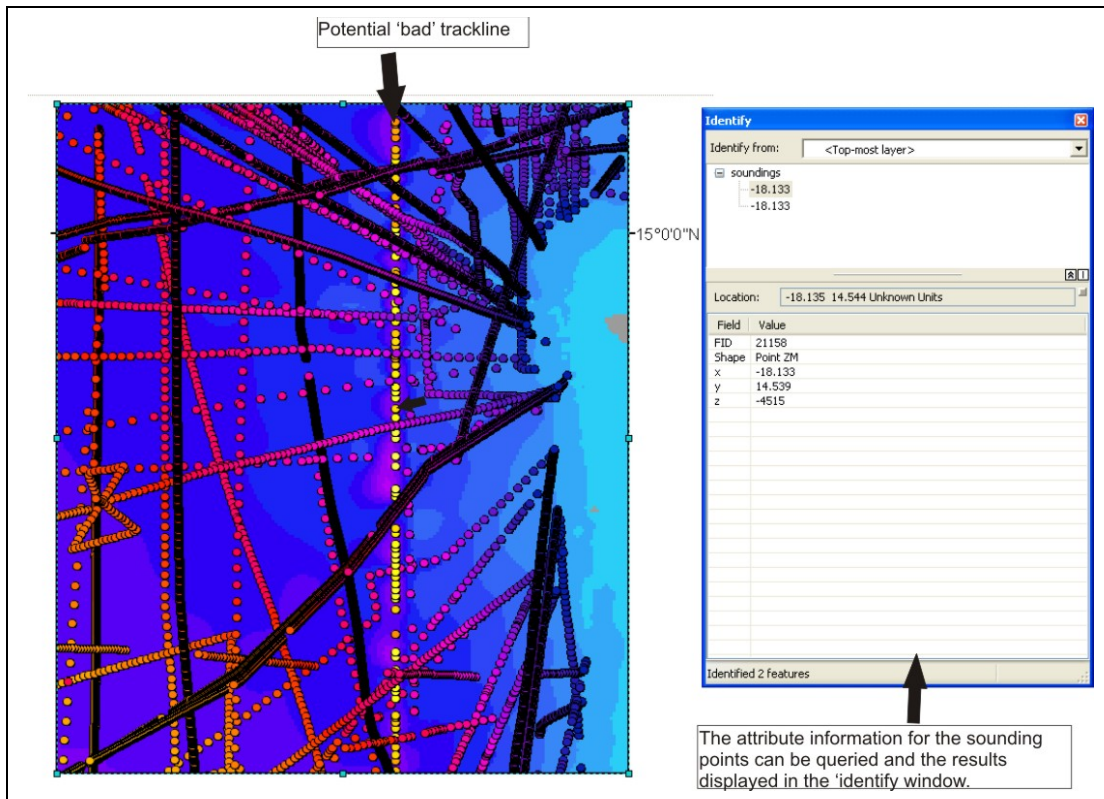 Potential ‘bad’ trackline
15°0'0"N
Identify
Identify from: <Top-most layer>
soundings
-18.133
-18.133
Location: -18.135 14.544 Unknown Units
Field Value
FID 21158
Shape Point ZM
x -18.133
y 14.539
z -4515
Identified 2 features
The attribute information for the sounding
points can be queried and the results
displayed in the ‘identify window.